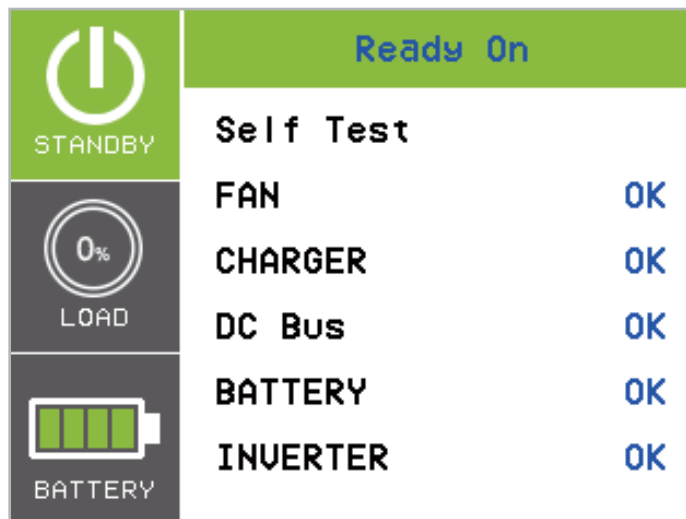 Ready On
STANDBY
Self Test
FAN OK
0%
CHARGER OK
LOAD
DC Bus OK
BATTERY OK
INVERTER OK
BATTERY